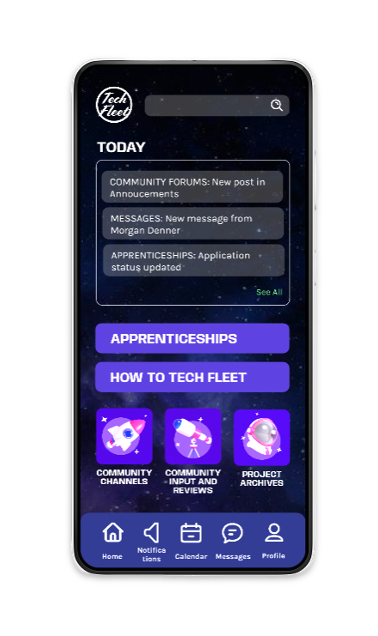 Tech
Fleet
TODAY
COMMUNITY FORUMS: New post in
Annoucements
MESSAGES: New message from
Morgan Denner
APPRENTICESHIPS: Application
status updated
See All
APPRENTICESHIPS
HOW TO TECH FLEET
COMMUNITY
CHANNELS
COMMUNITY
INPUT AND
REVIEWS
PROJECT
ARCHIVES
Home
Notifica
tions
Calendar
Messages
Profile